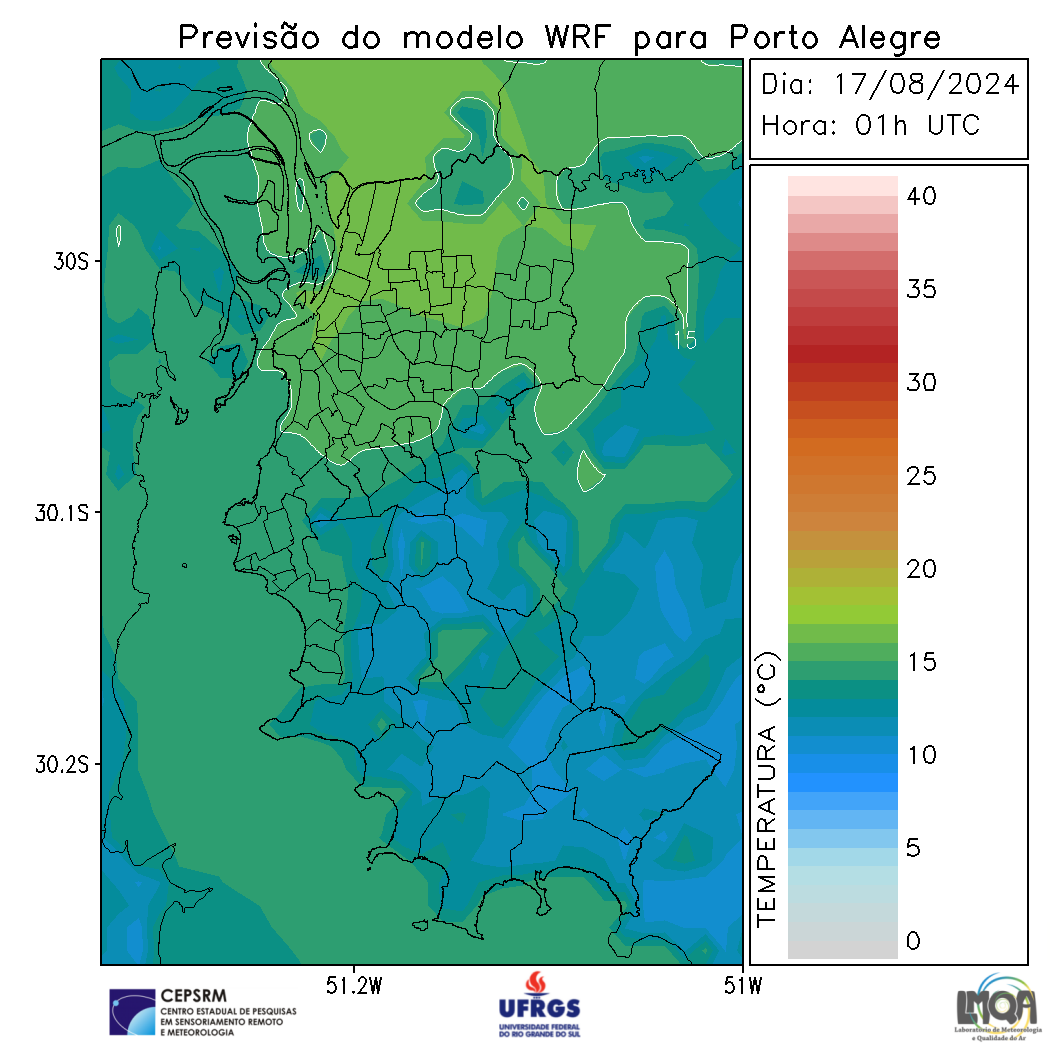 Previsão do modelo WRF para Porto Alegre
Dia: 17/08/2024
Hora: 01h UTC
40
35
30
25
20
15
10
5
0
TEMPERATURA (°C)
30S
30.1S
30.2S
15
51.2W
51W
CEPSRM
CENTRO ESTADUAL DE PESQUISAS
EM SENSORIAMENTO REMOTO
E METEOROLOGIA
UFRGS
UNIVERSIDADE FEDERAL
DO RIO GRANDE DO SUL
LMQA
Laboratório de Meteorologia
e Qualidade do Ar